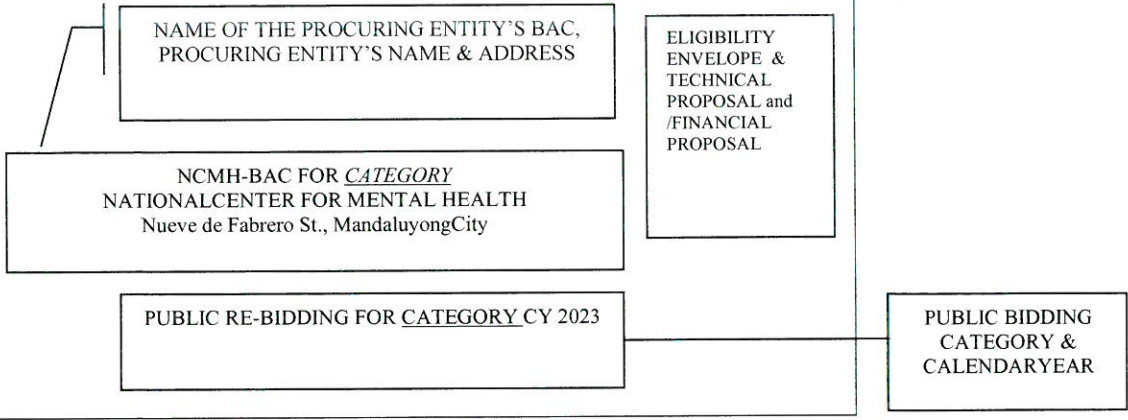 NAME OF THE PROCURING ENTITY'S BAC,
PROCURING ENTITY'S NAME & ADDRESS
ELIGIBILITY
ENVELOPE &
TECHNICAL
PROPOSAL and
/FINANCIAL
PROPOSAL
NCMH-BAC FOR CATEGORY
NATIONALCENTER FOR MENTAL HEALTH
Nueve de Fabrero St., MandaluyongCity
PUBLIC RE-BIDDING FOR CATEGORY CY 2023
PUBLIC BIDDING
CATEGORY &
CALENDARYEAR